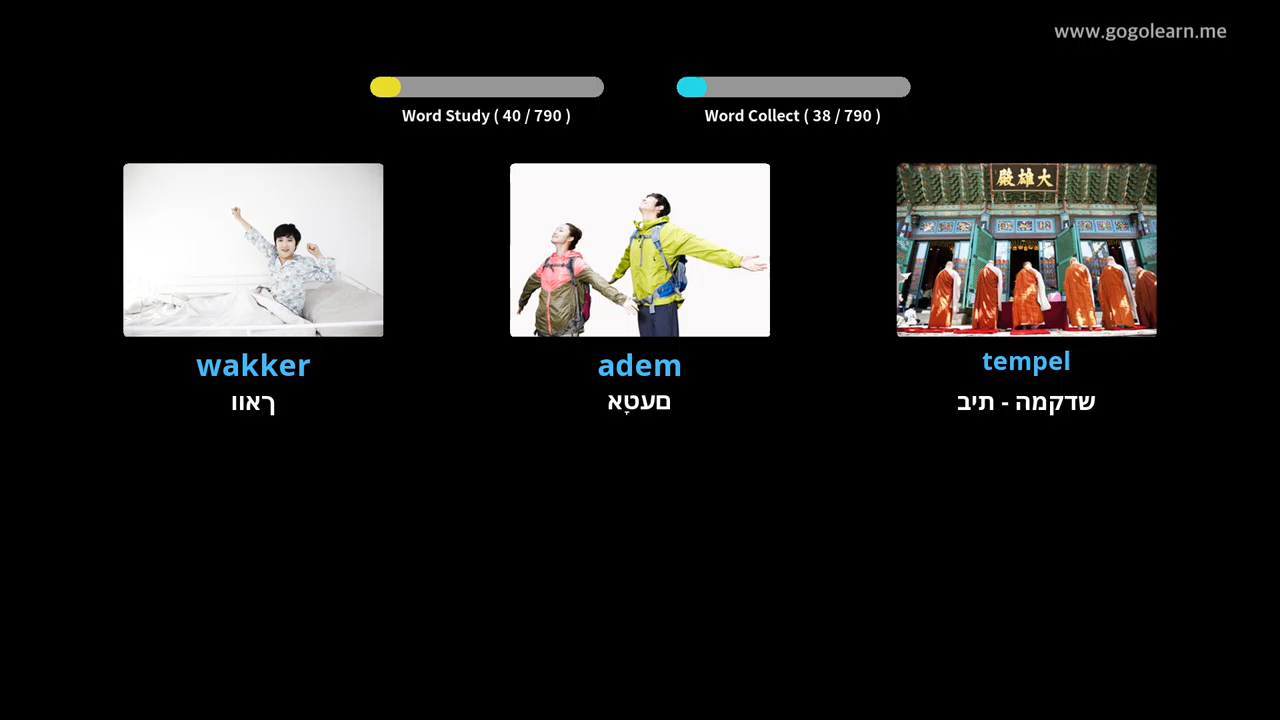 www.gogolearn.me
Word Study ( 40 / 790 )
Word Collect ( 38 / 790 )
大雄殿
wakker
ךאוו
adem
םעטָא
tempel
שדקמה - תיב